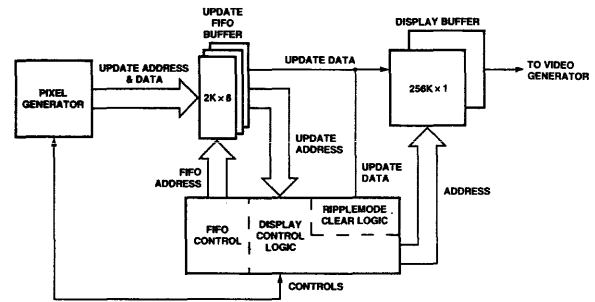 UPDATE
FIFO
BUFFER
DISPLAY BUFFER
UPDATE ADDRESS
& DATA
UPDATE DATA
TO VIDEO
GENERATOR
PIXEL
GENERATOR
2K × 8
256K × 1
UPDATE
ADDRESS
FIFO
ADDRESS
UPDATE
DATA
ADDRESS
FIFO
CONTROL
DISPLAY
CONTROL
LOGIC
RIPPLEMODE
CLEAR LOGIC
CONTROLS